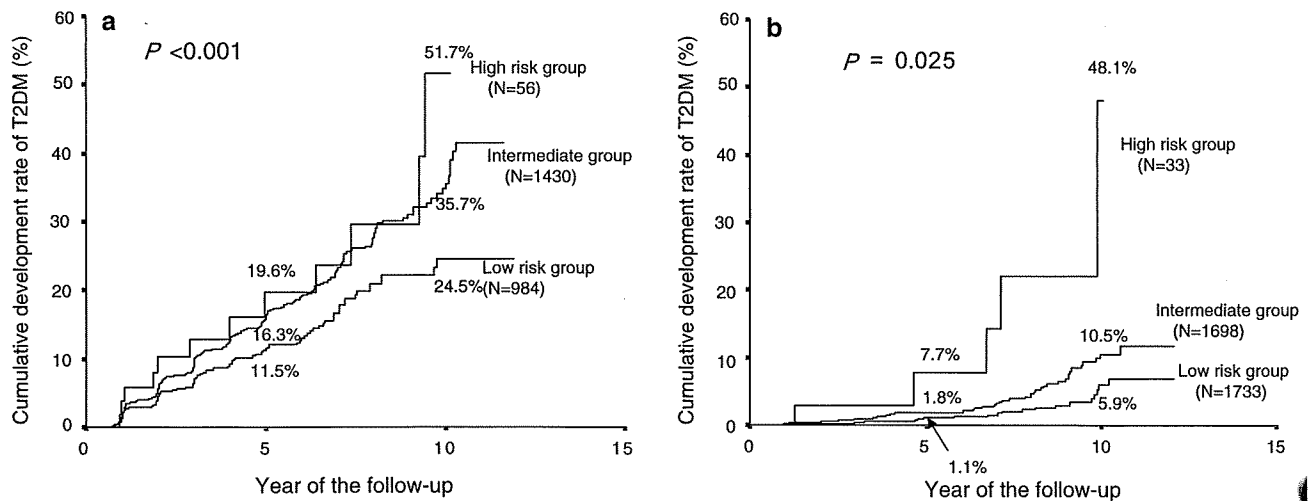 a
P <0.001
Cumulative development rate of T2DM (%)
60
50
40
30
20
10
0
51.7%
High risk group
(N=56)
Intermediate group
(N=1430)
35.7%
19.6%
Low risk group
24.5%(N=984)
16.3%
11.5%
0 5 10 15
Year of the follow-up
b
P = 0.025
Cumulative development rate of T2DM (%)
60
50
40
30
20
10
0
48.1%
High risk group
(N=33)
Intermediate group
(N=1698)
10.5%
7.7%
Low risk group
(N=1733)
1.8%
5.9%
1.1%
0 5 10 15
Year of the follow-up